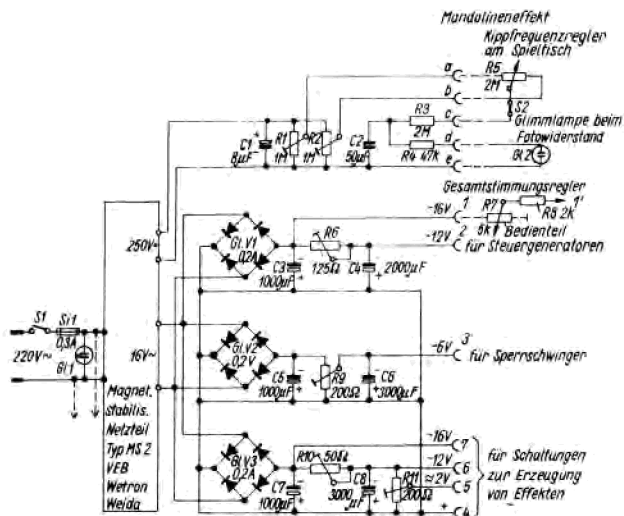 Mandolineneffekt
Kippfrequenzregler
am Spieltisch
a
R5
b
2M
S2
c
R3
2M
Glimmlampe beim
Fotowiderstand
d
R4 47k
e
Gl2
C1
8µF
R1
1M
R2
1M
C2
50µF
Gesamtstimmungsregler
-16V
1
R7
R8 2K
1'
5K
Bedienteil
-12V
2
für Steuergeneratoren
250V~
Gl.V1
0,2A
R6
125Ω
C3
1000µF
C4
2000µF
S1
Si1
0,3A
220V~
Gl1
16V~
Gl.V2
0,2V
C5
1000µF
R9
200Ω
C6
3000µF
-6V
3
für Sperrschwinger
Magnet.
stabilis.
Netzteil
Typ MS 2
VEB
Wetron
Weida
Gl.V3
0,2A
R10
50Ω
C7
1000µF
3000
µF
C8
R11
200Ω
-16V
7
-12V
6
≈2V
5
+
4
für Schaltungen
zur Erzeugung
von Effekten